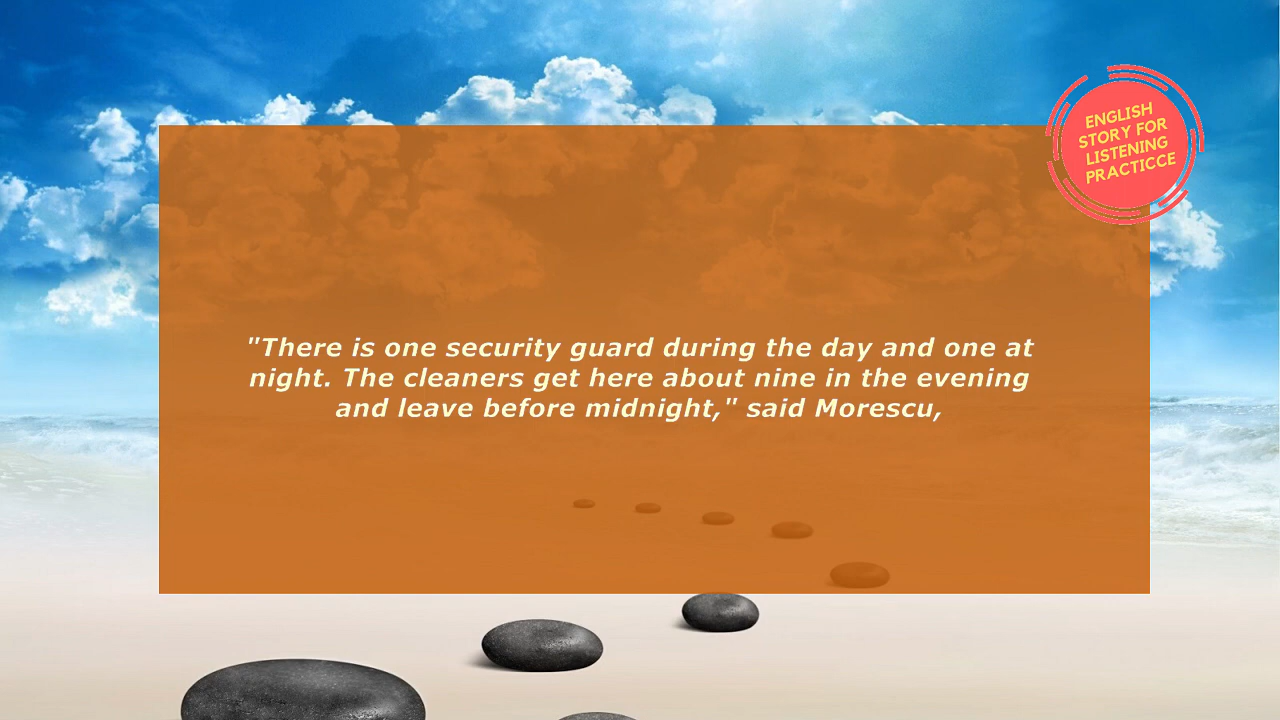 ENGLISH
STORY FOR
LISTENING
PRACTICCE
"There is one security guard during the day and one at
night. The cleaners get here about nine in the evening
and leave before midnight," said Morescu,